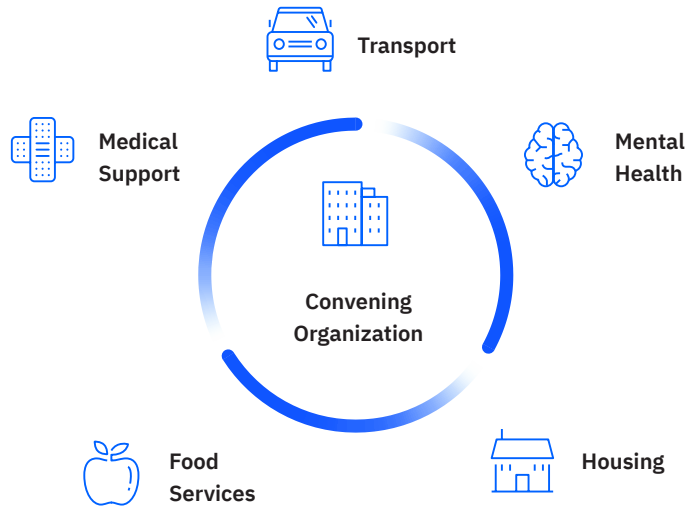 Transport
Medical
Support
Mental
Health
Convening
Organization
Food
Services
Housing